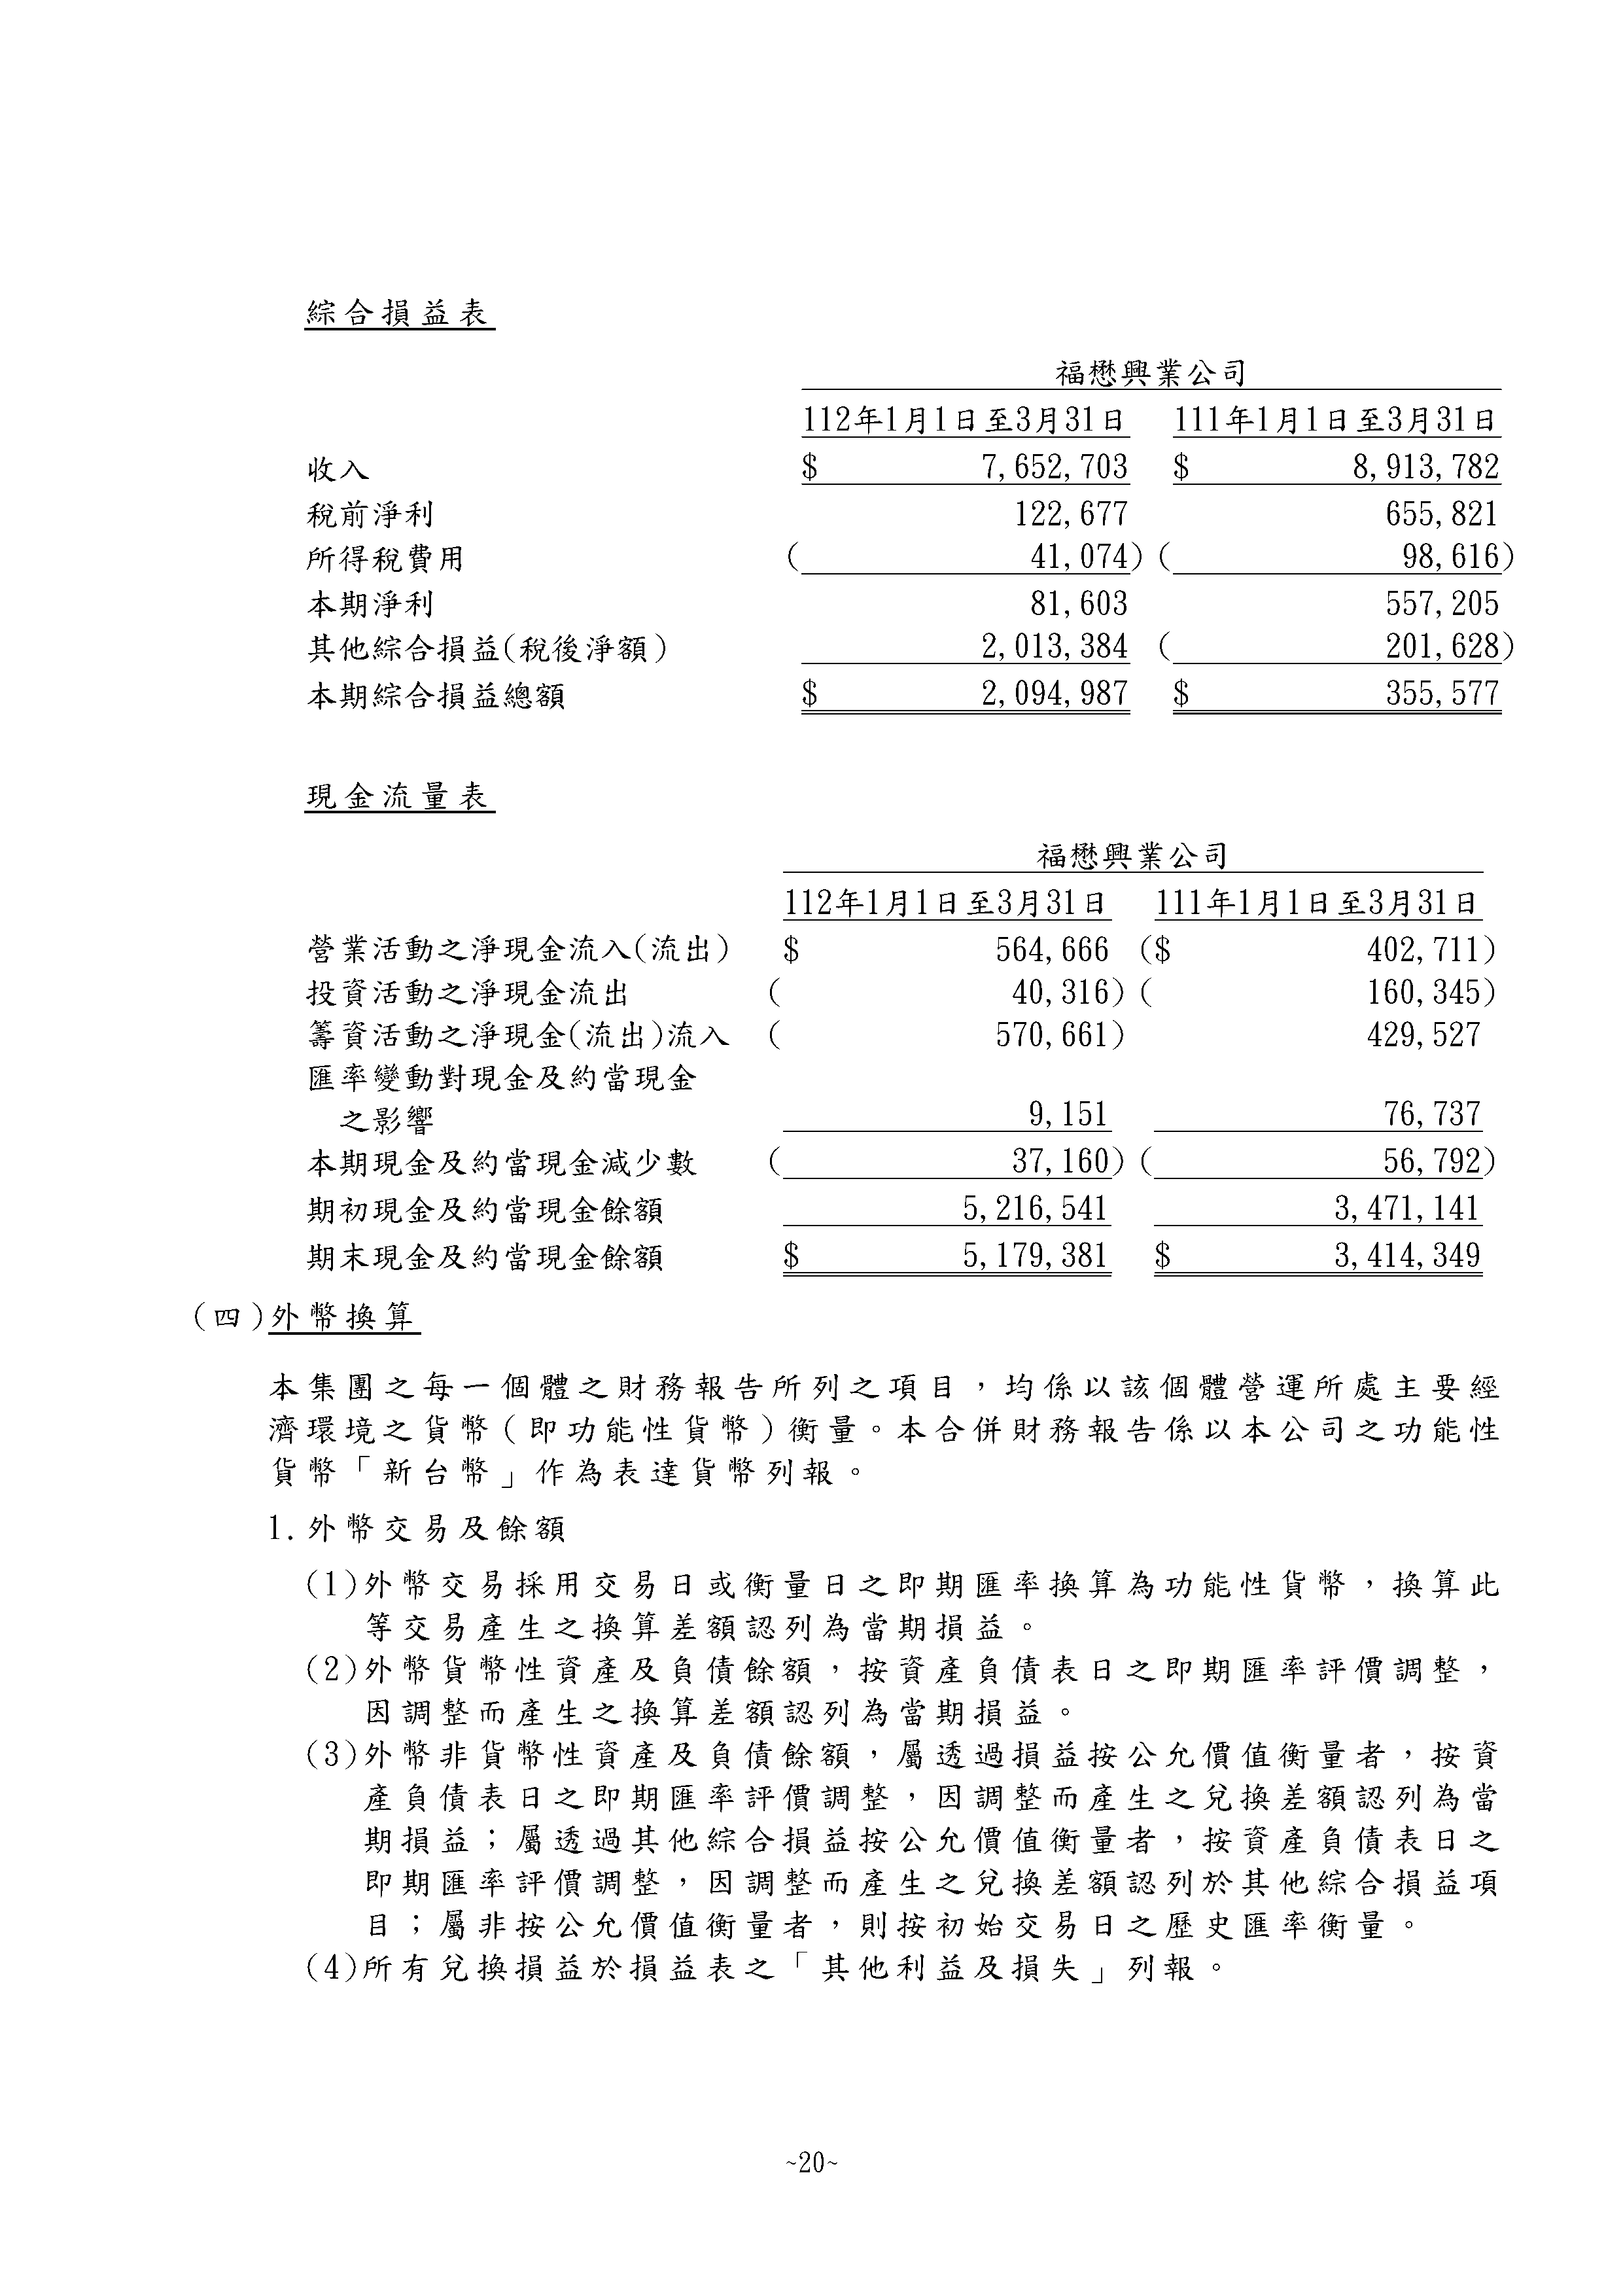 綜合損益表
福懋興業公司
112年1月1日至3月31日 111年1月1日至3月31日
收入 $ 7,652,703 $ 8,913,782
稅前淨利 122,677 655,821
所得稅費用 ( 41,074) ( 98,616)
本期淨利 81,603 557,205
其他綜合損益(稅後淨額) 2,013,384 ( 201,628)
本期綜合損益總額 $ 2,094,987 $ 355,577
現金流量表
福懋興業公司
112年1月1日至3月31日 111年1月1日至3月31日
營業活動之淨現金流入(流出) $ 564,666 ($ 402,711)
投資活動之淨現金流出 ( 40,316) ( 160,345)
籌資活動之淨現金(流出)流入 ( 570,661) 429,527
匯率變動對現金及約當現金
之影響 9,151 76,737
本期現金及約當現金減少數 ( 37,160) ( 56,792)
期初現金及約當現金餘額 5,216,541 3,471,141
期末現金及約當現金餘額 $ 5,179,381 $ 3,414,349
(四)外幣換算
本集團之每一個體之財務報告所列之項目，均係以該個體營運所處主要經
濟環境之貨幣(即功能性貨幣)衡量。本合併財務報告係以本公司之功能性
貨幣「新台幣」作為表達貨幣列報。
1.外幣交易及餘額
(1)外幣交易採用交易日或衡量日之即期匯率換算為功能性貨幣，換算此
等交易產生之換算差額認列為當期損益。
(2)外幣貨幣性資產及負債餘額，按資產負債表日之即期匯率評價調整，
因調整而產生之換算差額認列為當期損益。
(3)外幣非貨幣性資產及負債餘額，屬透過損益按公允價值衡量者，按資
產負債表日之即期匯率評價調整，因調整而產生之兌換差額認列為當
期損益；屬透過其他綜合損益按公允價值衡量者，按資產負債表日之
即期匯率評價調整，因調整而產生之兌換差額認列於其他綜合損益項
目；屬非按公允價值衡量者，則按初始交易日之歷史匯率衡量。
(4)所有兌換損益於損益表之「其他利益及損失」列報。
~20~